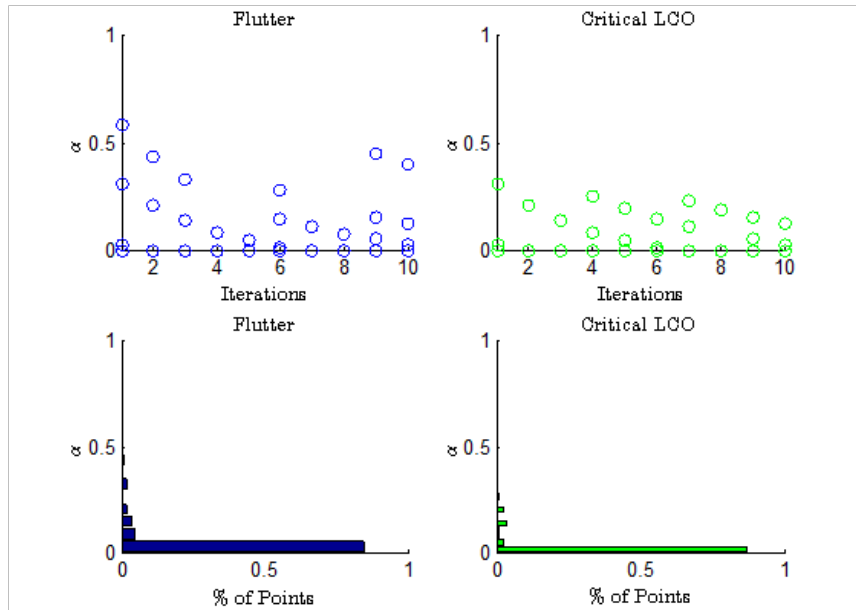 Flutter
Critical LCO
1
1
α 0.5
α 0.5
0
0
2 4 6 8 10
2 4 6 8 10
Iterations
Iterations
Flutter
Critical LCO
1
1
α 0.5
α 0.5
0
0
0 0.5 1
0 0.5 1
% of Points
% of Points